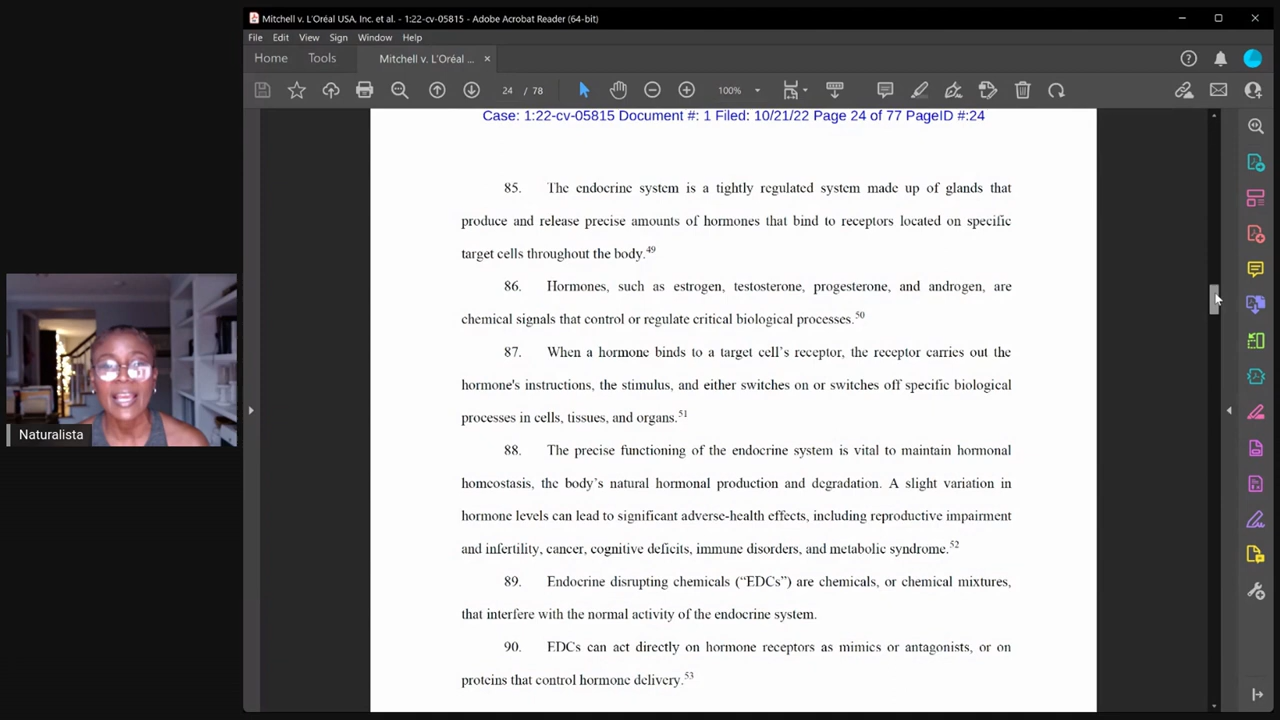 Mitchell v. L'Oréal USA, Inc. et al. - 1:22-cv-05815 - Adobe Acrobat Reader (64-bit)
File Edit View Sign Window Help
Home Tools Mitchell v. L'Oréal ... ×
24 / 78 100%
Case: 1:22-cv-05815 Document #: 1 Filed: 10/21/22 Page 24 of 77 PageID #:24
85. The endocrine system is a tightly regulated system made up of glands that
produce and release precise amounts of hormones that bind to receptors located on specific
target cells throughout the body.49
86. Hormones, such as estrogen, testosterone, progesterone, and androgen, are
chemical signals that control or regulate critical biological processes.50
87. When a hormone binds to a target cell's receptor, the receptor carries out the
hormone's instructions, the stimulus, and either switches on or switches off specific biological
processes in cells, tissues, and organs.51
88. The precise functioning of the endocrine system is vital to maintain hormonal
homeostasis, the body's natural hormonal production and degradation. A slight variation in
hormone levels can lead to significant adverse-health effects, including reproductive impairment
and infertility, cancer, cognitive deficits, immune disorders, and metabolic syndrome.52
89. Endocrine disrupting chemicals (“EDCs”) are chemicals, or chemical mixtures,
that interfere with the normal activity of the endocrine system.
90. EDCs can act directly on hormone receptors as mimics or antagonists, or on
proteins that control hormone delivery.53
Naturalista